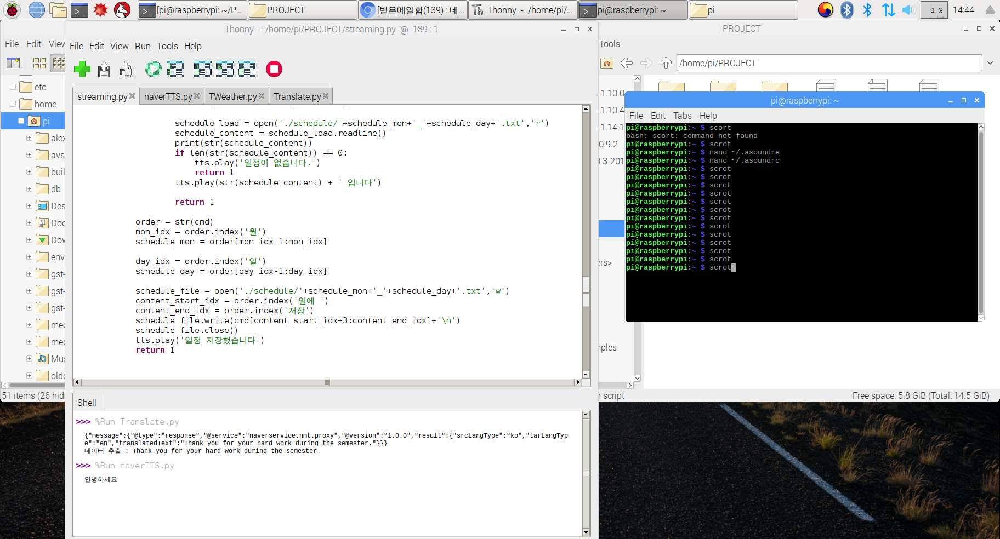 [pi@raspberrypi: ~/P...
PROJECT
[받은메일함(139) : 네...
Thonny - /home/pi/...
pi@raspberrypi: ~
pi
1 %
14:44
Thonny - /home/pi/PROJECT/streaming.py @ 189 : 1
PROJECT
File Edit View
File Edit View Run Tools Help
Tools
/home/pi/PROJECT
etc
home
pi
alex
avs
buil
db
Des
Doc
Dov
env
gst-
gst-
gst-
med
med
Mus
oldc
51 items (26 hid
streaming.py
naverTTS.py
TWeather.py
Translate.py
schedule_load = open('./schedule/'+schedule_mon+'_'+schedule_day+'.txt','r')
schedule_content = schedule_load.readline()
print(str(schedule_content))
if len(str(schedule_content)) == 0:
tts.play('일정이 없습니다.')
return 1
tts.play(str(schedule_content) + ' 입니다')
return 1
order = str(cmd)
mon_idx = order.index('월')
schedule_mon = order[mon_idx-1:mon_idx]
day_idx = order.index('일')
schedule_day = order[day_idx-1:day_idx]
schedule_file = open('./schedule/'+schedule_mon+'_'+schedule_day+'.txt','w')
content_start_idx = order.index('일에 ')
content_end_idx = order.index('저장')
schedule_file.write(cmd[content_start_idx+3:content_end_idx]+'\n')
schedule_file.close()
tts.play('일정 저장했습니다')
return 1
Shell
>>> %Run Translate.py
{"message":{"@type":"response","@service":"naverservice.nmt.proxy","@version":"1.0.0","result":{"srcLangType":"ko","tarLangTyp
e":"en","translatedText":"Thank you for your hard work during the semester."}}}
데이터 추출 : Thank you for your hard work during the semester.
>>> %Run naverTTS.py
안녕하세요
-1.10.0
-1.10.4
-1.14.1
0.9.2
0.3-201
ers>
nples
n script
Free space: 5.8 GiB (Total: 14.5 GiB)
pi@raspberrypi: ~
File Edit Tabs Help
pi@raspberrypi:~ $ scort
bash: scort: command not found
pi@raspberrypi:~ $ scrot
pi@raspberrypi:~ $ nano ~/.asoundre
pi@raspberrypi:~ $ nano ~/.asoundrc
pi@raspberrypi:~ $ scrot
pi@raspberrypi:~ $ scrot
pi@raspberrypi:~ $ scrot
pi@raspberrypi:~ $ scrot
pi@raspberrypi:~ $ scrot
pi@raspberrypi:~ $ scrot
pi@raspberrypi:~ $ scrot
pi@raspberrypi:~ $ scrot
pi@raspberrypi:~ $ scrot
pi@raspberrypi:~ $ scrot
pi@raspberrypi:~ $ scrot
pi@raspberrypi:~ $ scrot
pi@raspberrypi:~ $ scrot